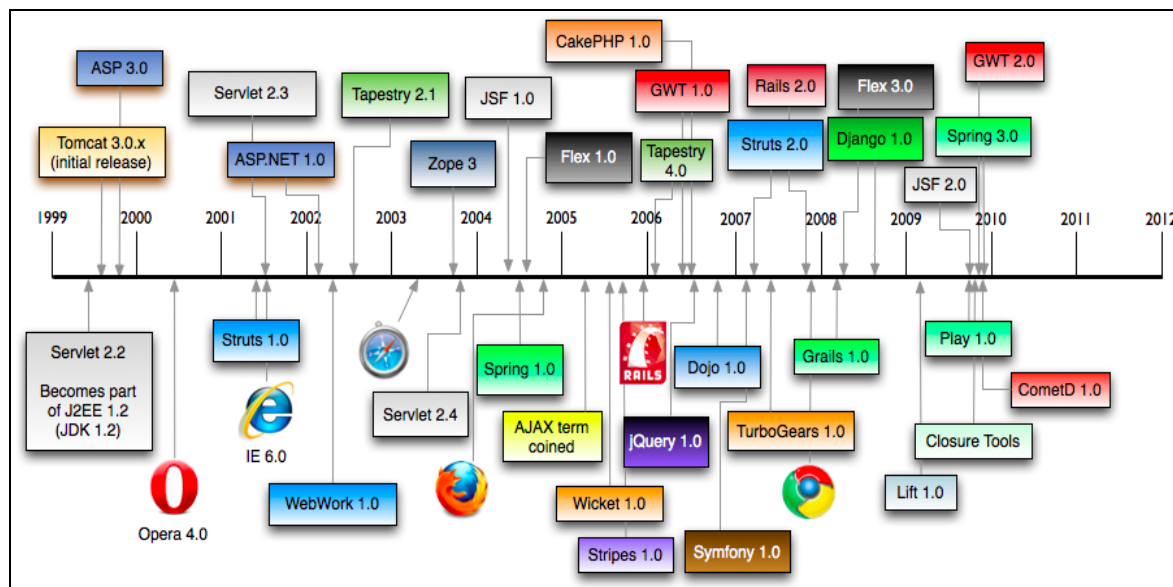 CakePHP 1.0
ASP 3.0
GWT 1.0
GWT 2.0
Servlet 2.3
Tapestry 2.1
JSF 1.0
Rails 2.0
Flex 3.0
Tomcat 3.0.x
(initial release)
ASP.NET 1.0
Zope 3
Flex 1.0
Tapestry
4.0
Struts 2.0
Django 1.0
Spring 3.0
JSF 2.0
1999
2000
2001
2002
2003
2004
2005
2006
2007
2008
2009
2010
2011
2012
Servlet 2.2
Becomes part
of J2EE 1.2
(JDK 1.2)
Struts 1.0
IE 6.0
Opera 4.0
WebWork 1.0
Servlet 2.4
Spring 1.0
AJAX term
coined
RAILS
Dojo 1.0
Grails 1.0
Play 1.0
CometD 1.0
jQuery 1.0
TurboGears 1.0
Closure Tools
Wicket 1.0
Lift 1.0
Stripes 1.0
Symfony 1.0